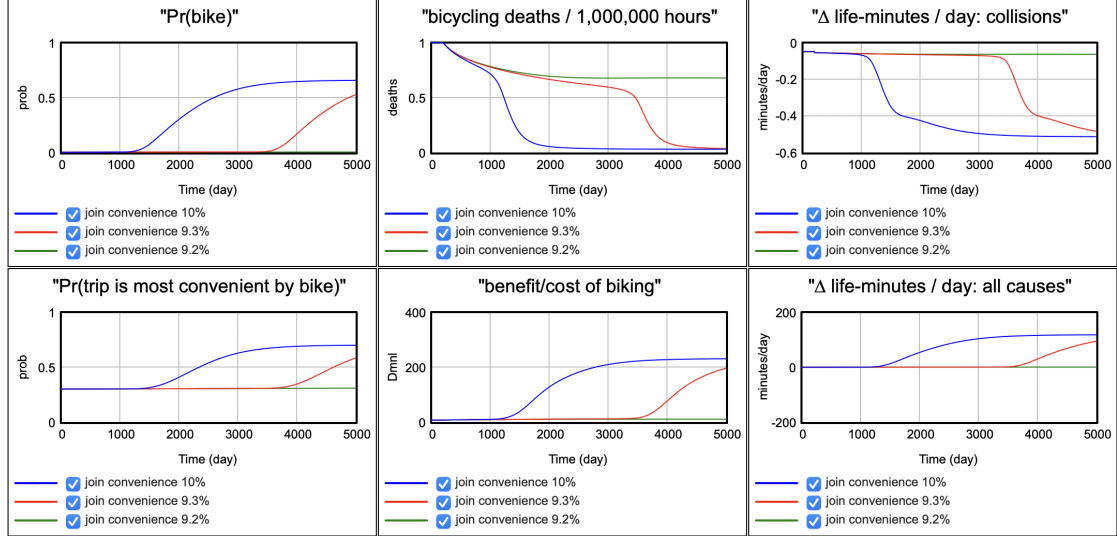 "Pr(bike)"
1
0.5
0
prob
0 1000 2000 3000 4000 5000
Time (day)
join convenience 10%
join convenience 9.3%
join convenience 9.2%
"bicycling deaths / 1,000,000 hours"
1
0.5
0
deaths
0 1000 2000 3000 4000 5000
Time (day)
join convenience 10%
join convenience 9.3%
join convenience 9.2%
"Δ life-minutes / day: collisions"
0
-0.2
-0.4
-0.6
minutes/day
0 1000 2000 3000 4000 5000
Time (day)
join convenience 10%
join convenience 9.3%
join convenience 9.2%
"Pr(trip is most convenient by bike)"
1
0.5
0
prob
0 1000 2000 3000 4000 5000
Time (day)
join convenience 10%
join convenience 9.3%
join convenience 9.2%
"benefit/cost of biking"
400
200
0
Dmnl
0 1000 2000 3000 4000 5000
Time (day)
join convenience 10%
join convenience 9.3%
join convenience 9.2%
"Δ life-minutes / day: all causes"
200
0
-200
minutes/day
0 1000 2000 3000 4000 5000
Time (day)
join convenience 10%
join convenience 9.3%
join convenience 9.2%